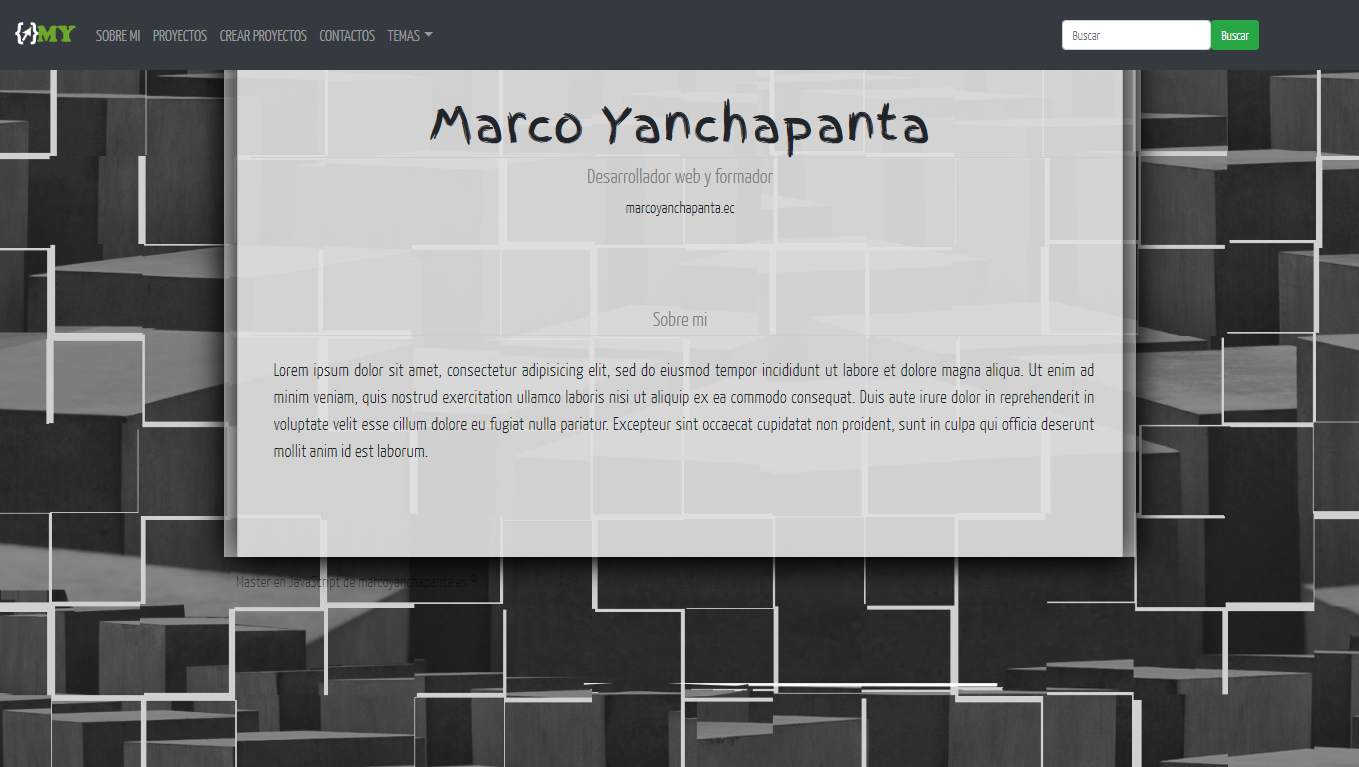 MY
SOBRE MI PROYECTOS CREAR PROYECTOS CONTACTOS TEMAS Buscar Buscar
Marco Yanchapanta
Desarrollador web y formador
marcoyanchapanta.ec
Sobre mi
Lorem ipsum dolor sit amet, consectetur adipisicing elit, sed do eiusmod tempor incididunt ut labore et dolore magna aliqua. Ut enim ad
minim veniam, quis nostrud exercitation ullamco laboris nisi ut aliquip ex ea commodo consequat. Duis aute irure dolor in reprehenderit in
voluptate velit esse cillum dolore eu fugiat nulla pariatur. Excepteur sint occaecat cupidatat non proident, sunt in culpa qui officia deserunt
mollit anim id est laborum.
Master en JavaScript de marcoyanchapanta.es ©